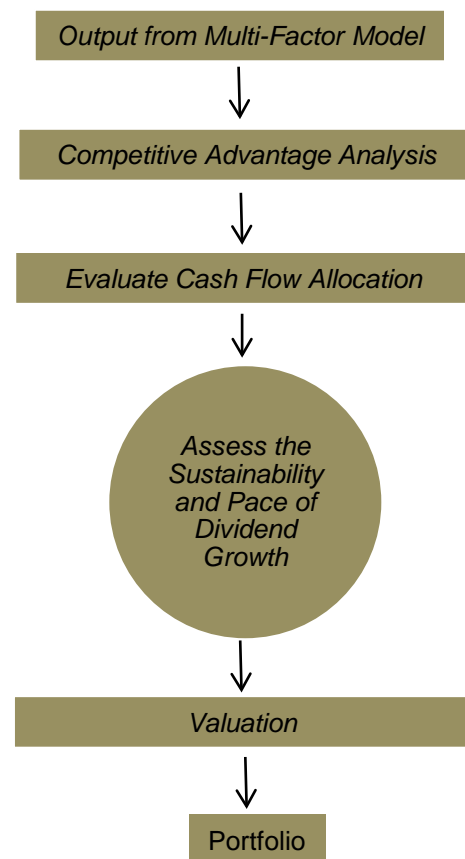 Output from Multi-Factor Model
Competitive Advantage Analysis
Evaluate Cash Flow Allocation
Assess the
Sustainability
and Pace of
Dividend
Growth
Valuation
Portfolio